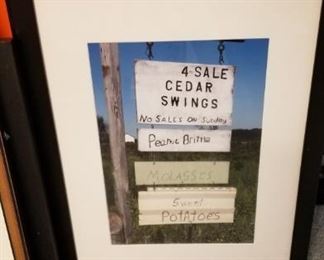 4-SALE
CEDAR
SWINGS
NO SALES ON Sunday
Peanut Brittle
MOLASSES
Sweet
POTATOES